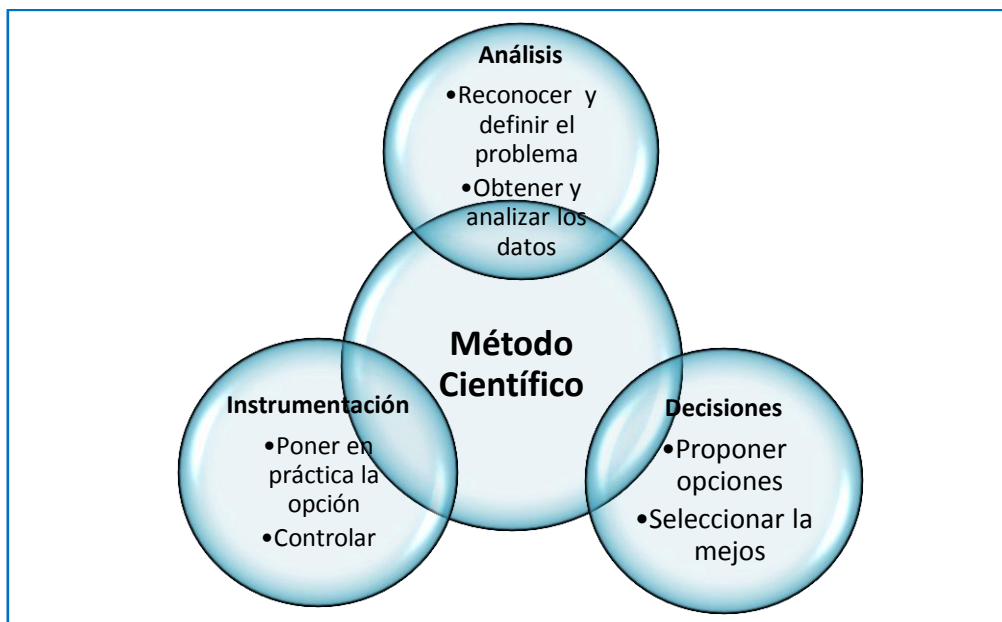 Análisis
•Reconocer y
definir el
problema
•Obtener y
analizar los
datos
Método
Científico
Instrumentación
•Poner en
práctica la
opción
•Controlar
Decisiones
•Proponer
opciones
•Seleccionar la
mejos